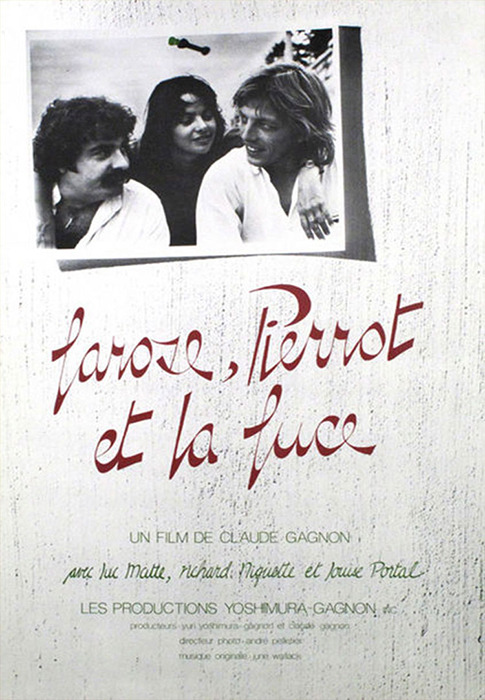 Larose, Pierrot
et la Luce
UN FILM DE CLAUDE GAGNON
avec Luc Matte, Richard Niquette et Louise Portal
LES PRODUCTIONS YOSHIMURA-GAGNON inc.
producteurs-yuri yoshimura-gagnon et claude gagnon
directeur photo-andré pelletier
musique originale-june wallack